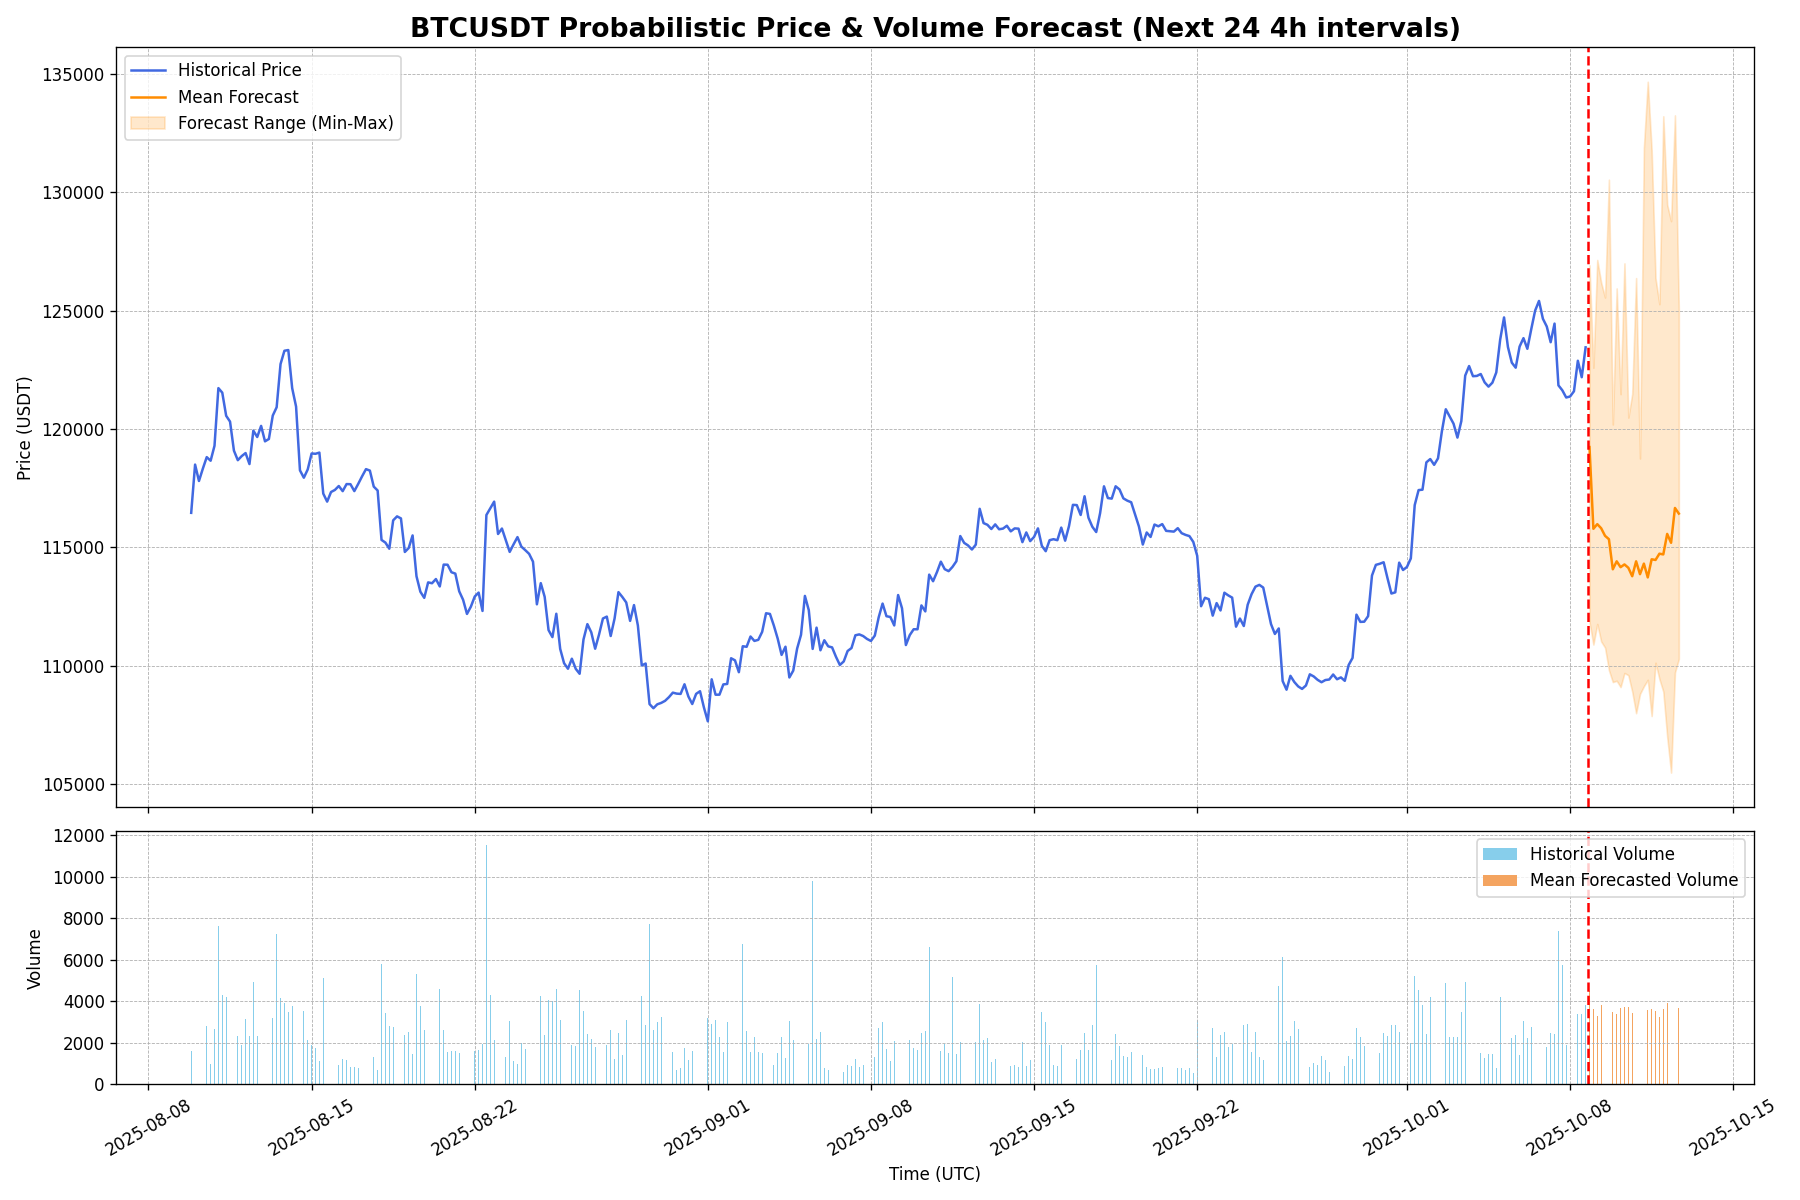 BTCUSDT Probabilistic Price & Volume Forecast (Next 24 4h intervals)
Historical Price
Mean Forecast
Forecast Range (Min-Max)
Price (USDT)
135000
130000
125000
120000
115000
110000
105000
Historical Volume
Mean Forecasted Volume
Volume
12000
10000
8000
6000
4000
2000
0
2025-08-08
2025-08-15
2025-08-22
2025-09-01
2025-09-08
2025-09-15
2025-09-22
2025-10-01
2025-10-08
2025-10-15
Time (UTC)